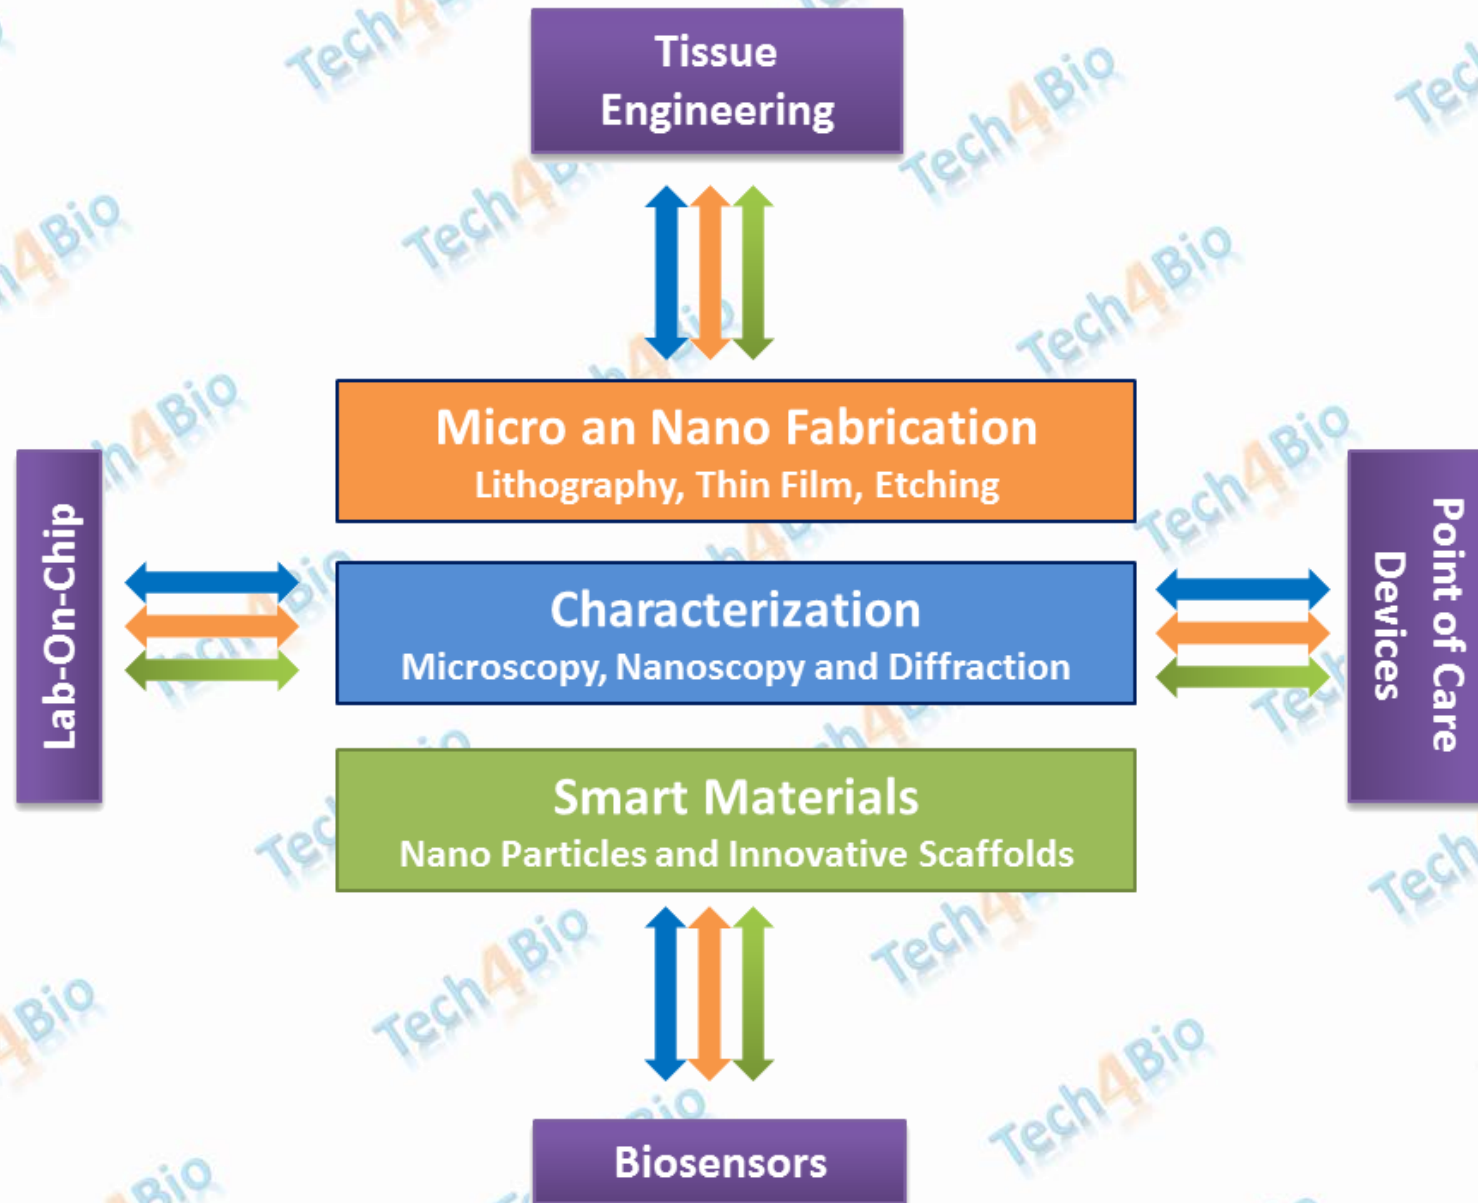 Tissue
Engineering
Micro an Nano Fabrication
Lithography, Thin Film, Etching
Lab-On-Chip
Characterization
Microscopy, Nanoscopy and Diffraction
Point of Care
Devices
Smart Materials
Nano Particles and Innovative Scaffolds
Biosensors
Tech4Bio